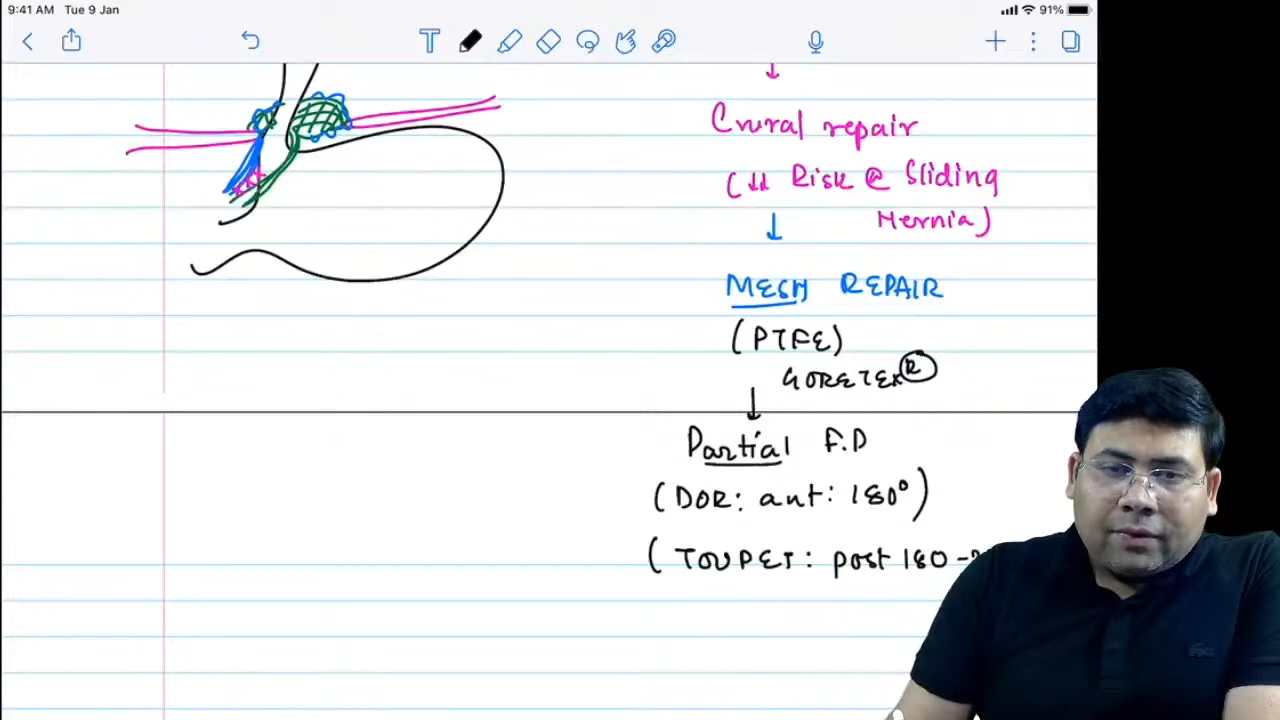 9:41 AM Tue 9 Jan
91%
Crural repair
(↓↓ Risk @ Sliding
Hernia)
↓
MESH REPAIR
(PTFE)
GORETEX ®
↓
Partial F.D
(DOR: ant: 180°)
(TOUPET: post 180-